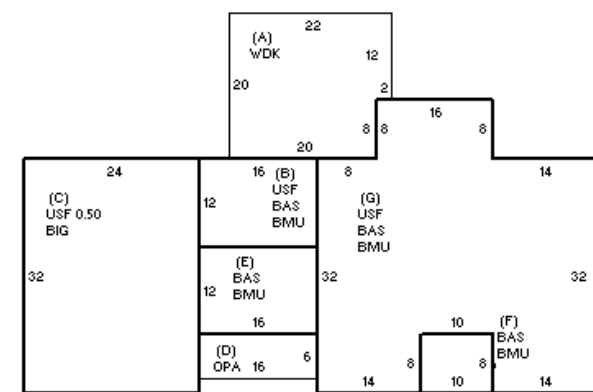 22
(A)
WDK
12
20
2
16
8 8
8
20
24
16
(B)
USF
BAS
BMU
8
14
(C)
USF 0.50
BIG
12
(G)
USF
BAS
BMU
32
12
(E)
BAS
BMU
32
32
16
10
(F)
BAS
BMU
(D)
OPA
16
6
8
8
14
10
14